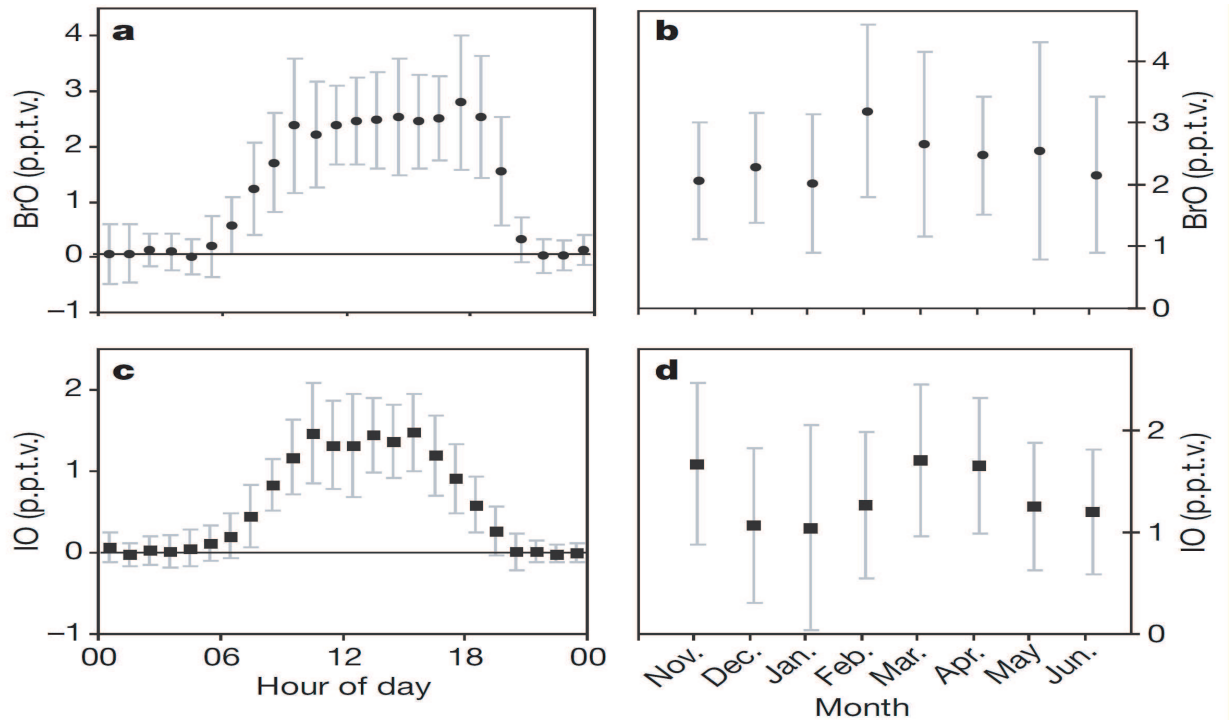 a
4
3
2
1
0
−1
BrO (p.p.t.v.)
b
4
3
2
1
0
BrO (p.p.t.v.)
c
2
1
0
−1
IO (p.p.t.v.)
00 06 12 18 00
Hour of day
d
2
1
0
IO (p.p.t.v.)
Nov. Dec. Jan. Feb. Mar. Apr. May Jun.
Month